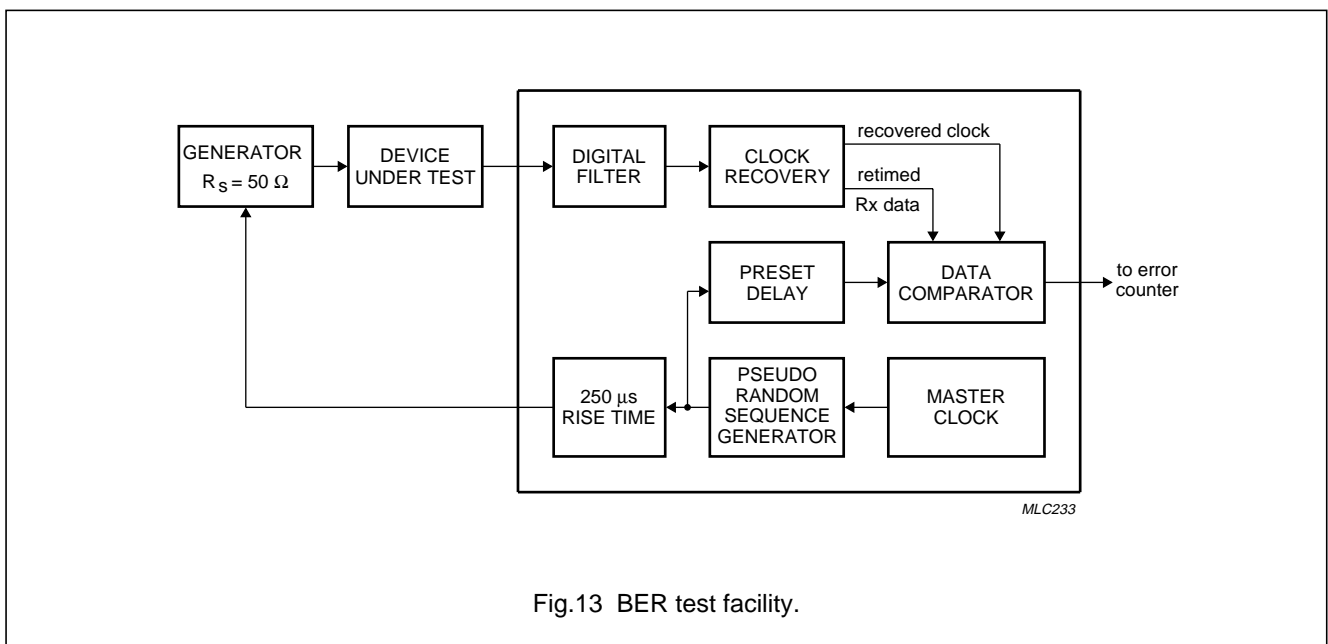 GENERATOR
RS = 50 Ω
DEVICE
UNDER TEST
DIGITAL
FILTER
CLOCK
RECOVERY
recovered clock
retimed
Rx data
PRESET
DELAY
DATA
COMPARATOR
to error
counter
250 µs
RISE TIME
PSEUDO
RANDOM
SEQUENCE
GENERATOR
MASTER
CLOCK
MLC233
Fig.13 BER test facility.